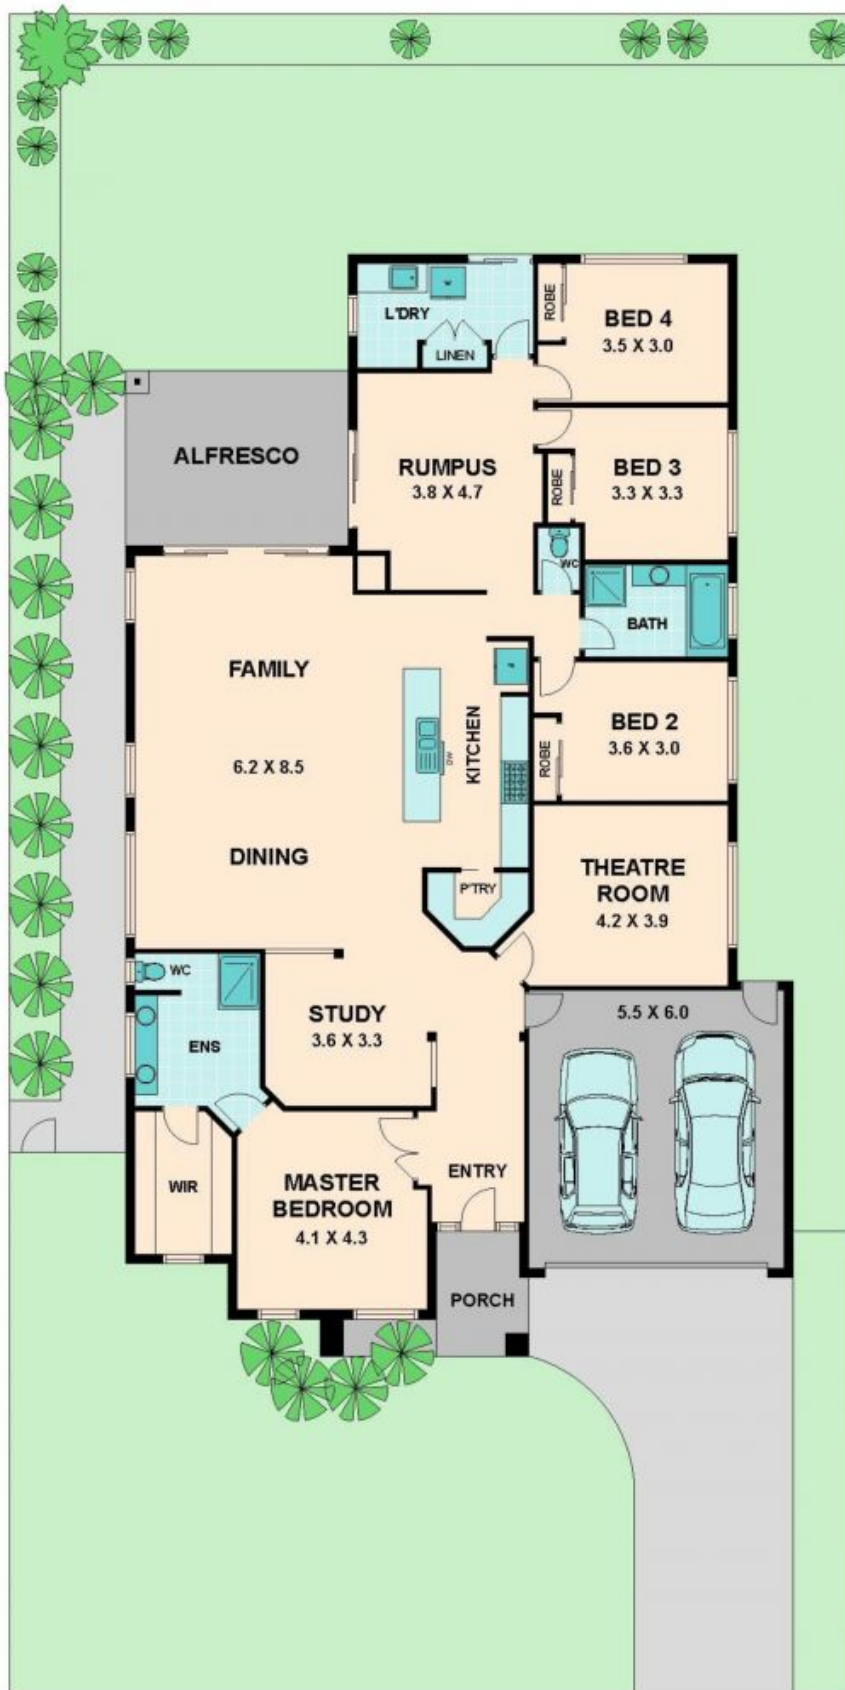 L'DRY
LINEN
ROBE
BED 4
3.5 X 3.0
ALFRESCO
RUMPUS
3.8 X 4.7
ROBE
BED 3
3.3 X 3.3
WC
BATH
FAMILY
6.2 X 8.5
DINING
DW
KITCHEN
ROBE
BED 2
3.6 X 3.0
P'TRY
THEATRE
ROOM
4.2 X 3.9
WC
ENS
STUDY
3.6 X 3.3
5.5 X 6.0
WIR
MASTER
BEDROOM
4.1 X 4.3
ENTRY
PORCH